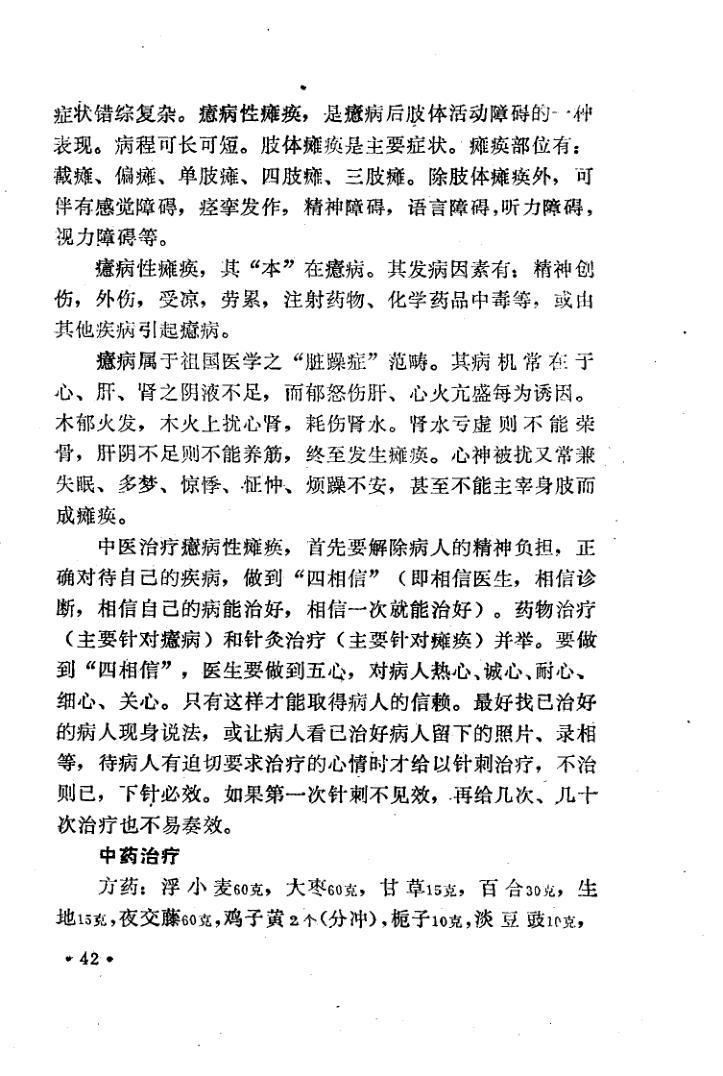 症状错综复杂。癔病性瘫痪，是癔病后肢体活动障碍的一种
表现。病程可长可短。肢体瘫痪是主要症状。瘫痪部位有：
截瘫、偏瘫、单肢瘫、四肢瘫、三肢瘫。除肢体瘫痪外，可
伴有感觉障碍，痉挛发作，精神障碍，语言障碍，听力障碍，
视力障碍等。
癔病性瘫痪，其“本”在癔病。其发病因素有：精神创
伤，外伤，受凉，劳累，注射药物、化学药品中毒等，或由
其他疾病引起癔病。
癔病属于祖国医学之“脏躁症”范畴。其病机常在于
心、肝、肾之阴液不足，而郁怒伤肝、心火亢盛每为诱因。
木郁火发，木火上扰心肾，耗伤肾水。肾水亏虚则不能荣
骨，肝阴不足则不能养筋，终至发生瘫痪。心神被扰又常兼
失眠、多梦、惊悸、怔忡、烦躁不安，甚至不能主宰身肢而
成瘫痪。
中医治疗癔病性瘫痪，首先要解除病人的精神负担，正
确对待自己的疾病，做到“四相信”（即相信医生，相信诊
断，相信自己的病能治好，相信一次就能治好）。药物治疗
（主要针对癔病）和针灸治疗（主要针对瘫痪）并举。要做
到“四相信”，医生要做到五心，对病人热心、诚心、耐心、
细心、关心。只有这样才能取得病人的信赖。最好找已治好
的病人现身说法，或让病人看已治好病人留下的照片、录相
等，待病人有迫切要求治疗的心情时才给以针刺治疗，不治
则已，下针必效。如果第一次针刺不见效，再给几次、几十
次治疗也不易奏效。
中药治疗
方药：浮小麦60克，大枣60克，甘草15克，百合30克，生
地15克，夜交藤60克，鸡子黄2个（分冲），栀子10克，淡豆豉10克，
• 42 •